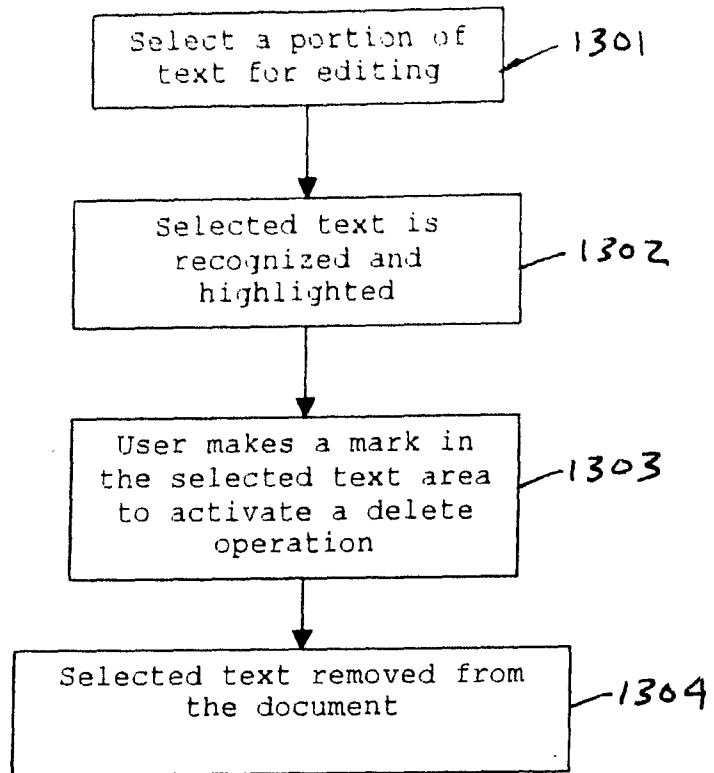 Select a portion of
text for editing
1301
Selected text is
recognized and
highlighted
1302
User makes a mark in
the selected text area
to activate a delete
operation
1303
Selected text removed from
the document
1304